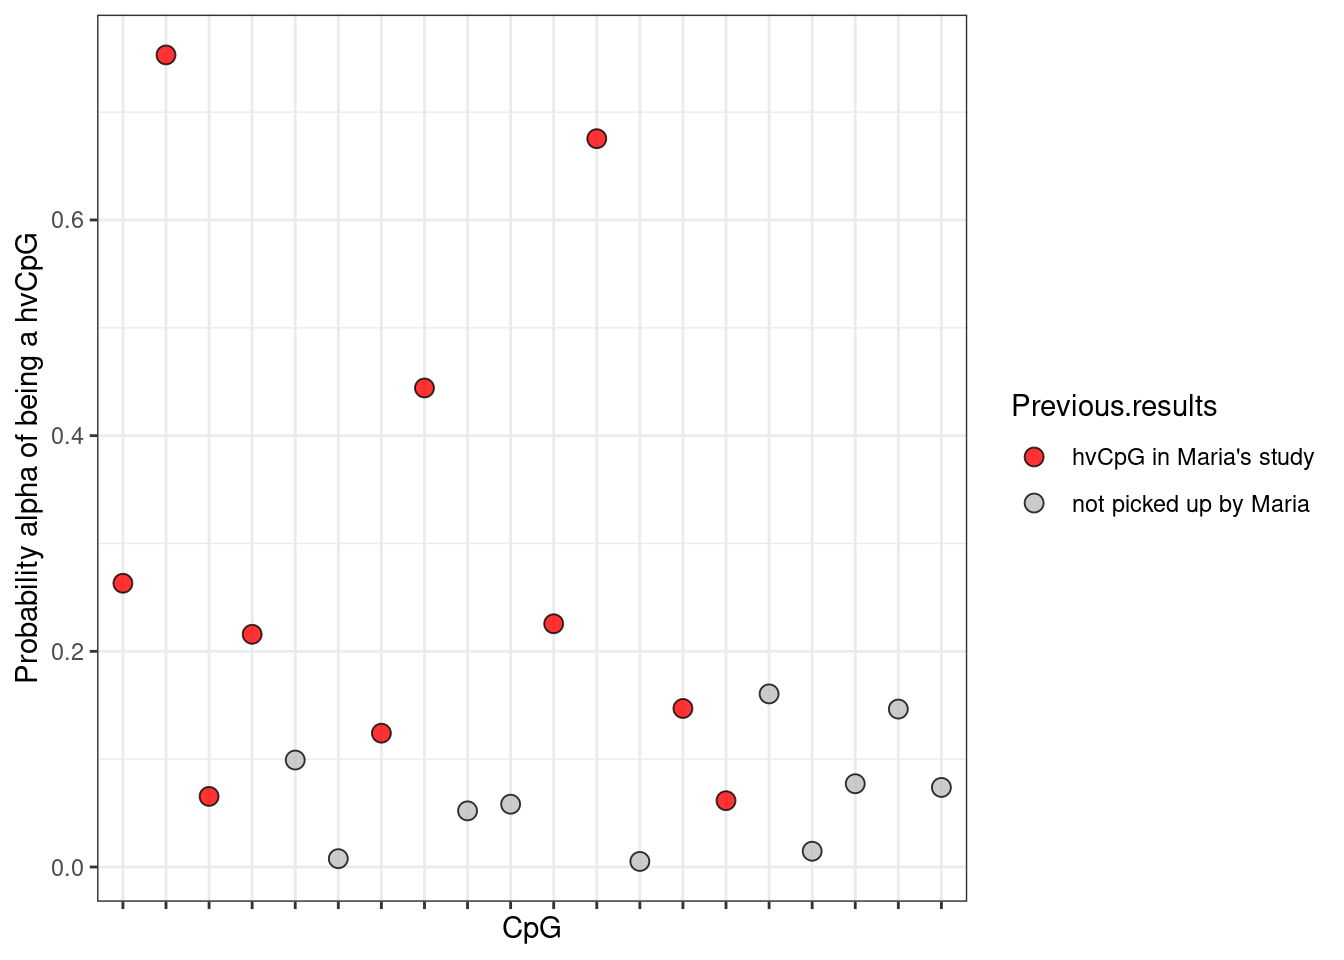 Probability alpha of being a hvCpG
0.6
0.4
0.2
0.0
CpG
Previous.results
hvCpG in Maria's study
not picked up by Maria